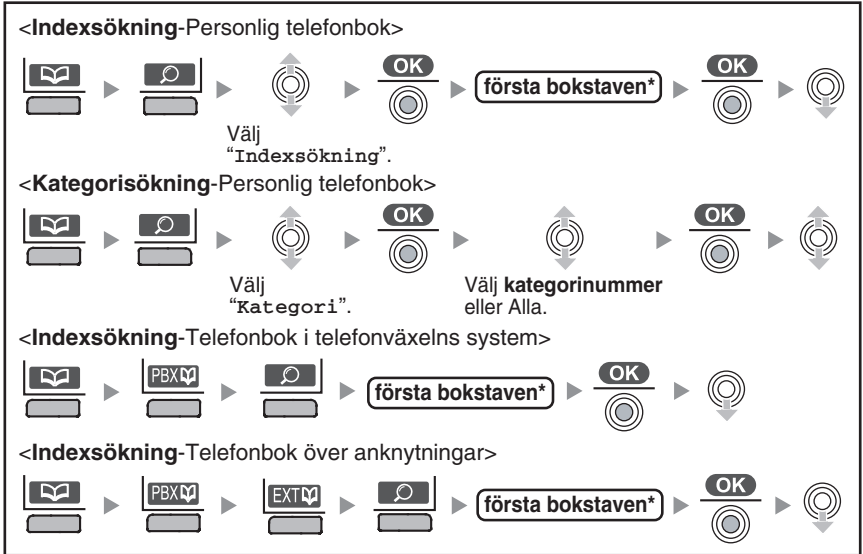 <Indexsökning-Personlig telefonbok>
OK första bokstaven* OK
Välj
“Indexsökning”.
<Kategorisökning-Personlig telefonbok>
OK OK
Välj Välj kategorinummer
“Kategori”. eller Alla.
<Indexsökning-Telefonbok i telefonväxelns system>
PBX första bokstaven* OK
<Indexsökning-Telefonbok över anknytningar>
PBX EXT första bokstaven* OK